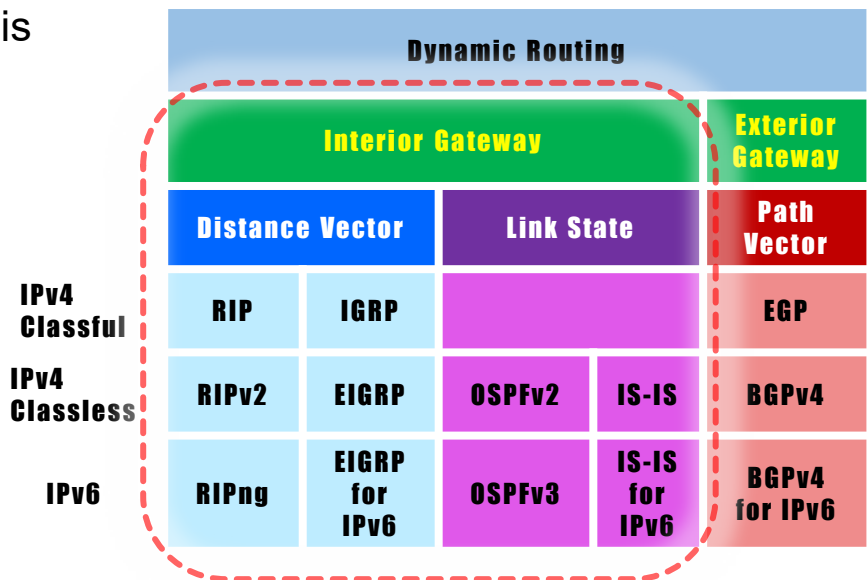 is
Dynamic Routing
Interior Gateway
Exterior
Gateway
Distance Vector
Link State
Path
Vector
IPv4
Classful
RIP
IGRP
EGP
IPv4
Classless
RIPv2
EIGRP
OSPFv2
IS-IS
BGPv4
IPv6
RIPng
EIGRP
for
IPv6
OSPFv3
IS-IS
for
IPv6
BGPv4
for IPv6